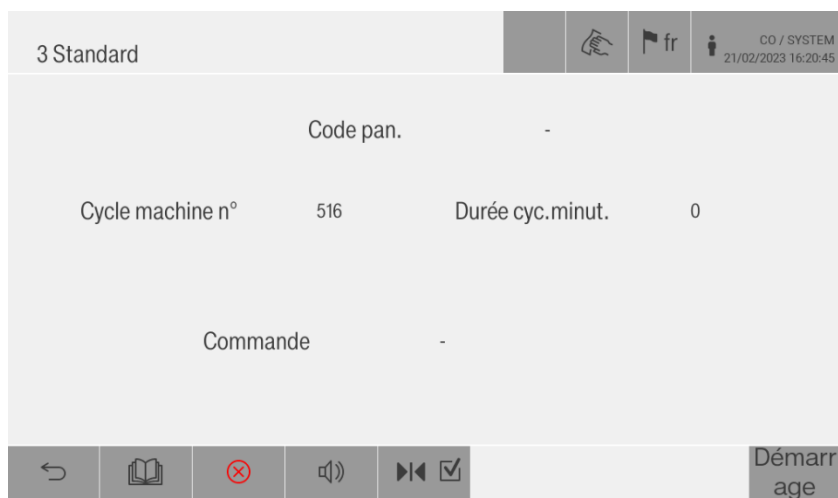 3 Standard
fr
CO / SYSTEM
21/02/2023 16:20:45
Code pan. -
Cycle machine n° 516 Durée cyc.minut. 0
Commande -
Démarr
age